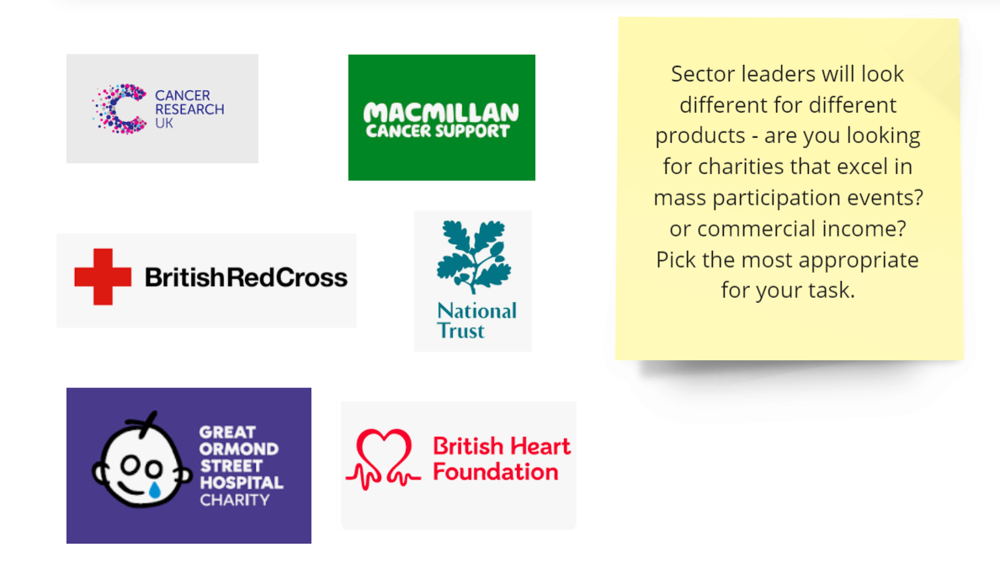 CANCER
RESEARCH
UK
MACMILLAN
CANCER SUPPORT
BritishRedCross
National
Trust
GREAT
ORMOND
STREET
HOSPITAL
CHARITY
British Heart
Foundation
Sector leaders will look
different for different
products - are you looking
for charities that excel in
mass participation events?
or commercial income?
Pick the most appropriate
for your task.